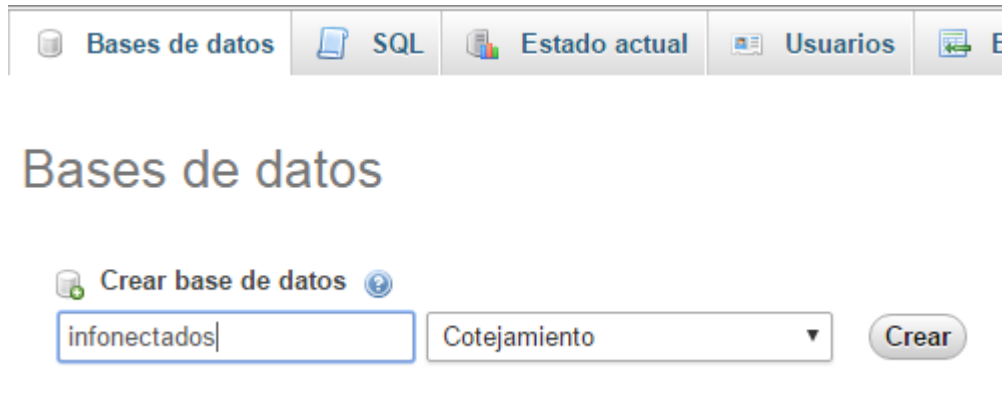 Bases de datos SQL Estado actual Usuarios E
Bases de datos
Crear base de datos
infonectados Cotejamiento Crear